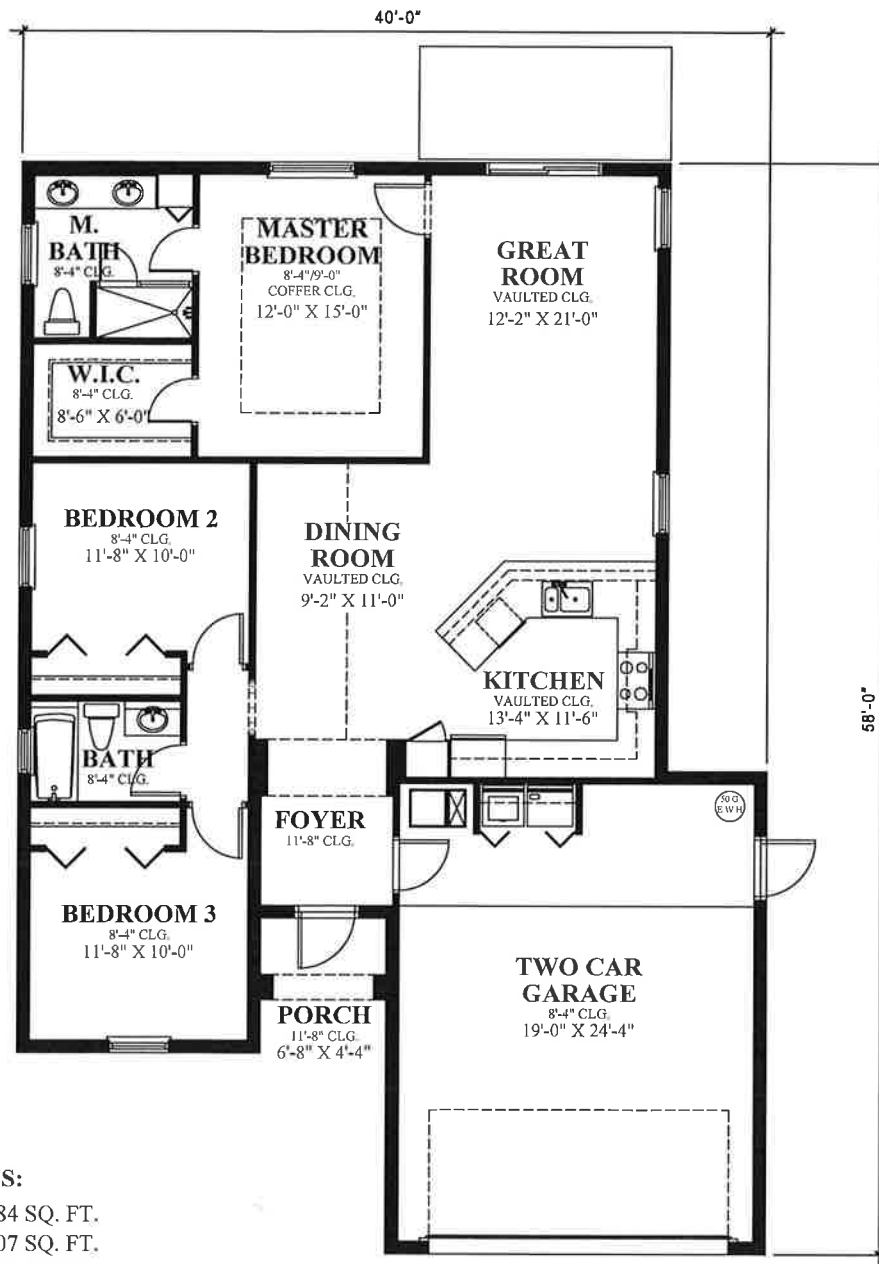 40'-0"
M.
BATH
8'-4" CLG.
MASTER
BEDROOM
8'-4"/9'-0"
COFFER CLG.
12'-0" X 15'-0"
GREAT
ROOM
VAULTED CLG.
12'-2" X 21'-0"
W.I.C.
8'-4" CLG.
8'-6" X 6'-0"
BEDROOM 2
8'-4" CLG.
11'-8" X 10'-0"
DINING
ROOM
VAULTED CLG.
9'-2" X 11'-0"
KITCHEN
VAULTED CLG.
13'-4" X 11'-6"
58'-0"
BATH
8'-4" CLG.
FOYER
11'-8" CLG.
50 G
EWH
BEDROOM 3
8'-4" CLG.
11'-8" X 10'-0"
TWO CAR
GARAGE
8'-4" CLG.
19'-0" X 24'-4"
PORCH
11'-8" CLG.
6'-8" X 4'-4"
S:
84 SQ. FT.
07 SQ. FT.